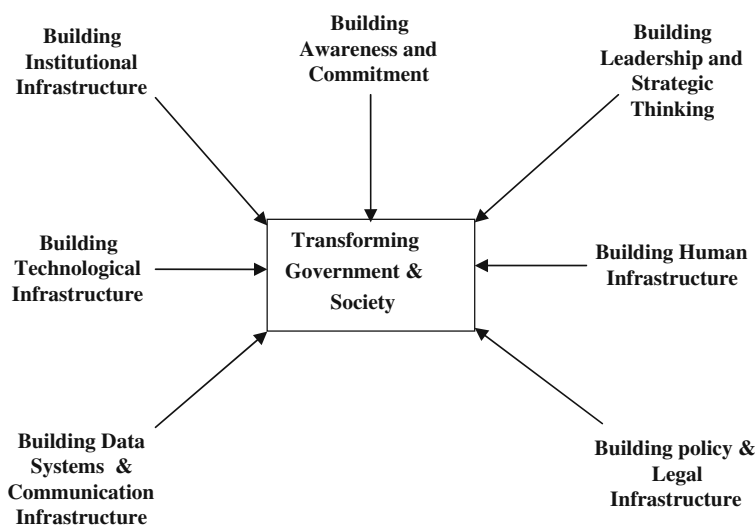 Building
Institutional
Infrastructure
Building
Awareness and
Commitment
Building
Leadership and
Strategic
Thinking
Building
Technological
Infrastructure
Transforming
Government &
Society
Building Human
Infrastructure
Building Data
Systems &
Communication
Infrastructure
Building policy &
Legal
Infrastructure